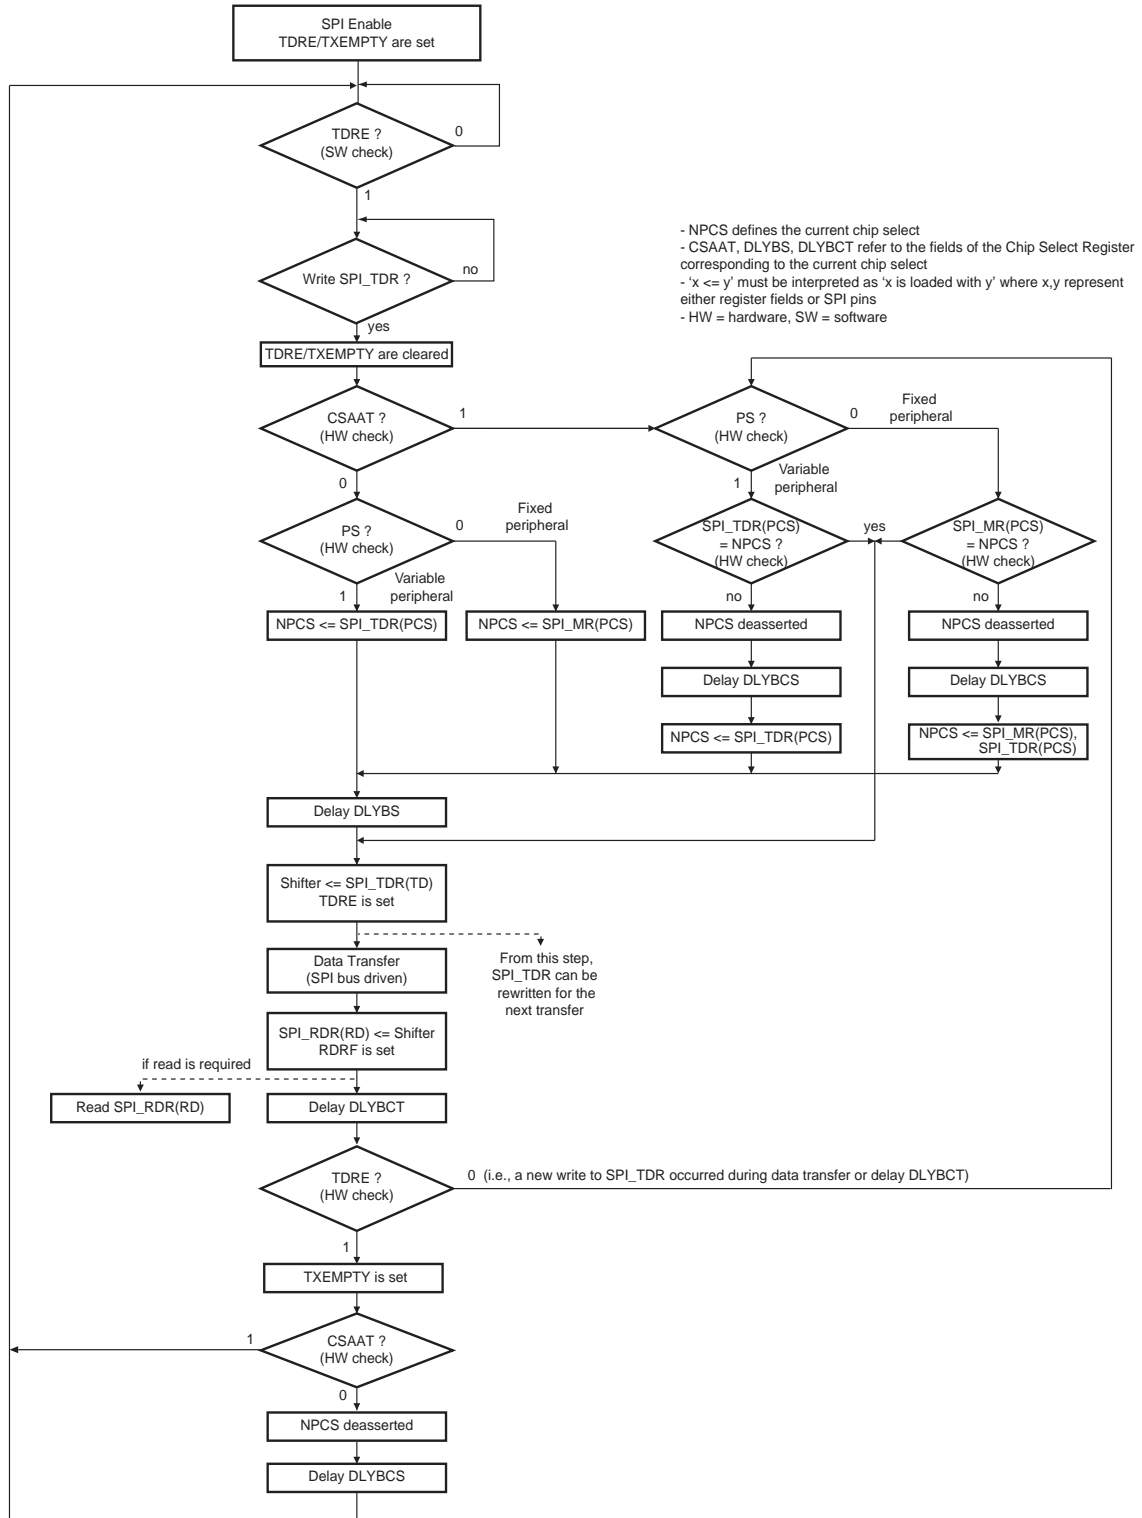 SPI Enable
TDRE/TXEMPTY are set
TDRE ?
(SW check)
0
1
Write SPI_TDR ?
no
yes
- NPCS defines the current chip select
- CSAAT, DLYBS, DLYBCT refer to the fields of the Chip Select Register
corresponding to the current chip select
- ‘x <= y’ must be interpreted as ‘x is loaded with y’ where x,y represent
either register fields or SPI pins
- HW = hardware, SW = software
TDRE/TXEMPTY are cleared
CSAAT ?
(HW check)
1
0
PS ?
(HW check)
0
Fixed
peripheral
1
Variable
peripheral
PS ?
(HW check)
0
Fixed
peripheral
1
Variable
peripheral
SPI_TDR(PCS)
= NPCS ?
(HW check)
yes
SPI_MR(PCS)
= NPCS ?
(HW check)
no
no
NPCS <= SPI_TDR(PCS)
NPCS <= SPI_MR(PCS)
NPCS deasserted
NPCS deasserted
Delay DLYBCS
Delay DLYBCS
NPCS <= SPI_TDR(PCS)
NPCS <= SPI_MR(PCS),
SPI_TDR(PCS)
Delay DLYBS
Shifter <= SPI_TDR(TD)
TDRE is set
Data Transfer
(SPI bus driven)
From this step,
SPI_TDR can be
rewritten for the
next transfer
SPI_RDR(RD) <= Shifter
RDRF is set
if read is required
Read SPI_RDR(RD)
Delay DLYBCT
TDRE ?
(HW check)
0 (i.e., a new write to SPI_TDR occurred during data transfer or delay DLYBCT)
1
TXEMPTY is set
CSAAT ?
(HW check)
1
0
NPCS deasserted
Delay DLYBCS